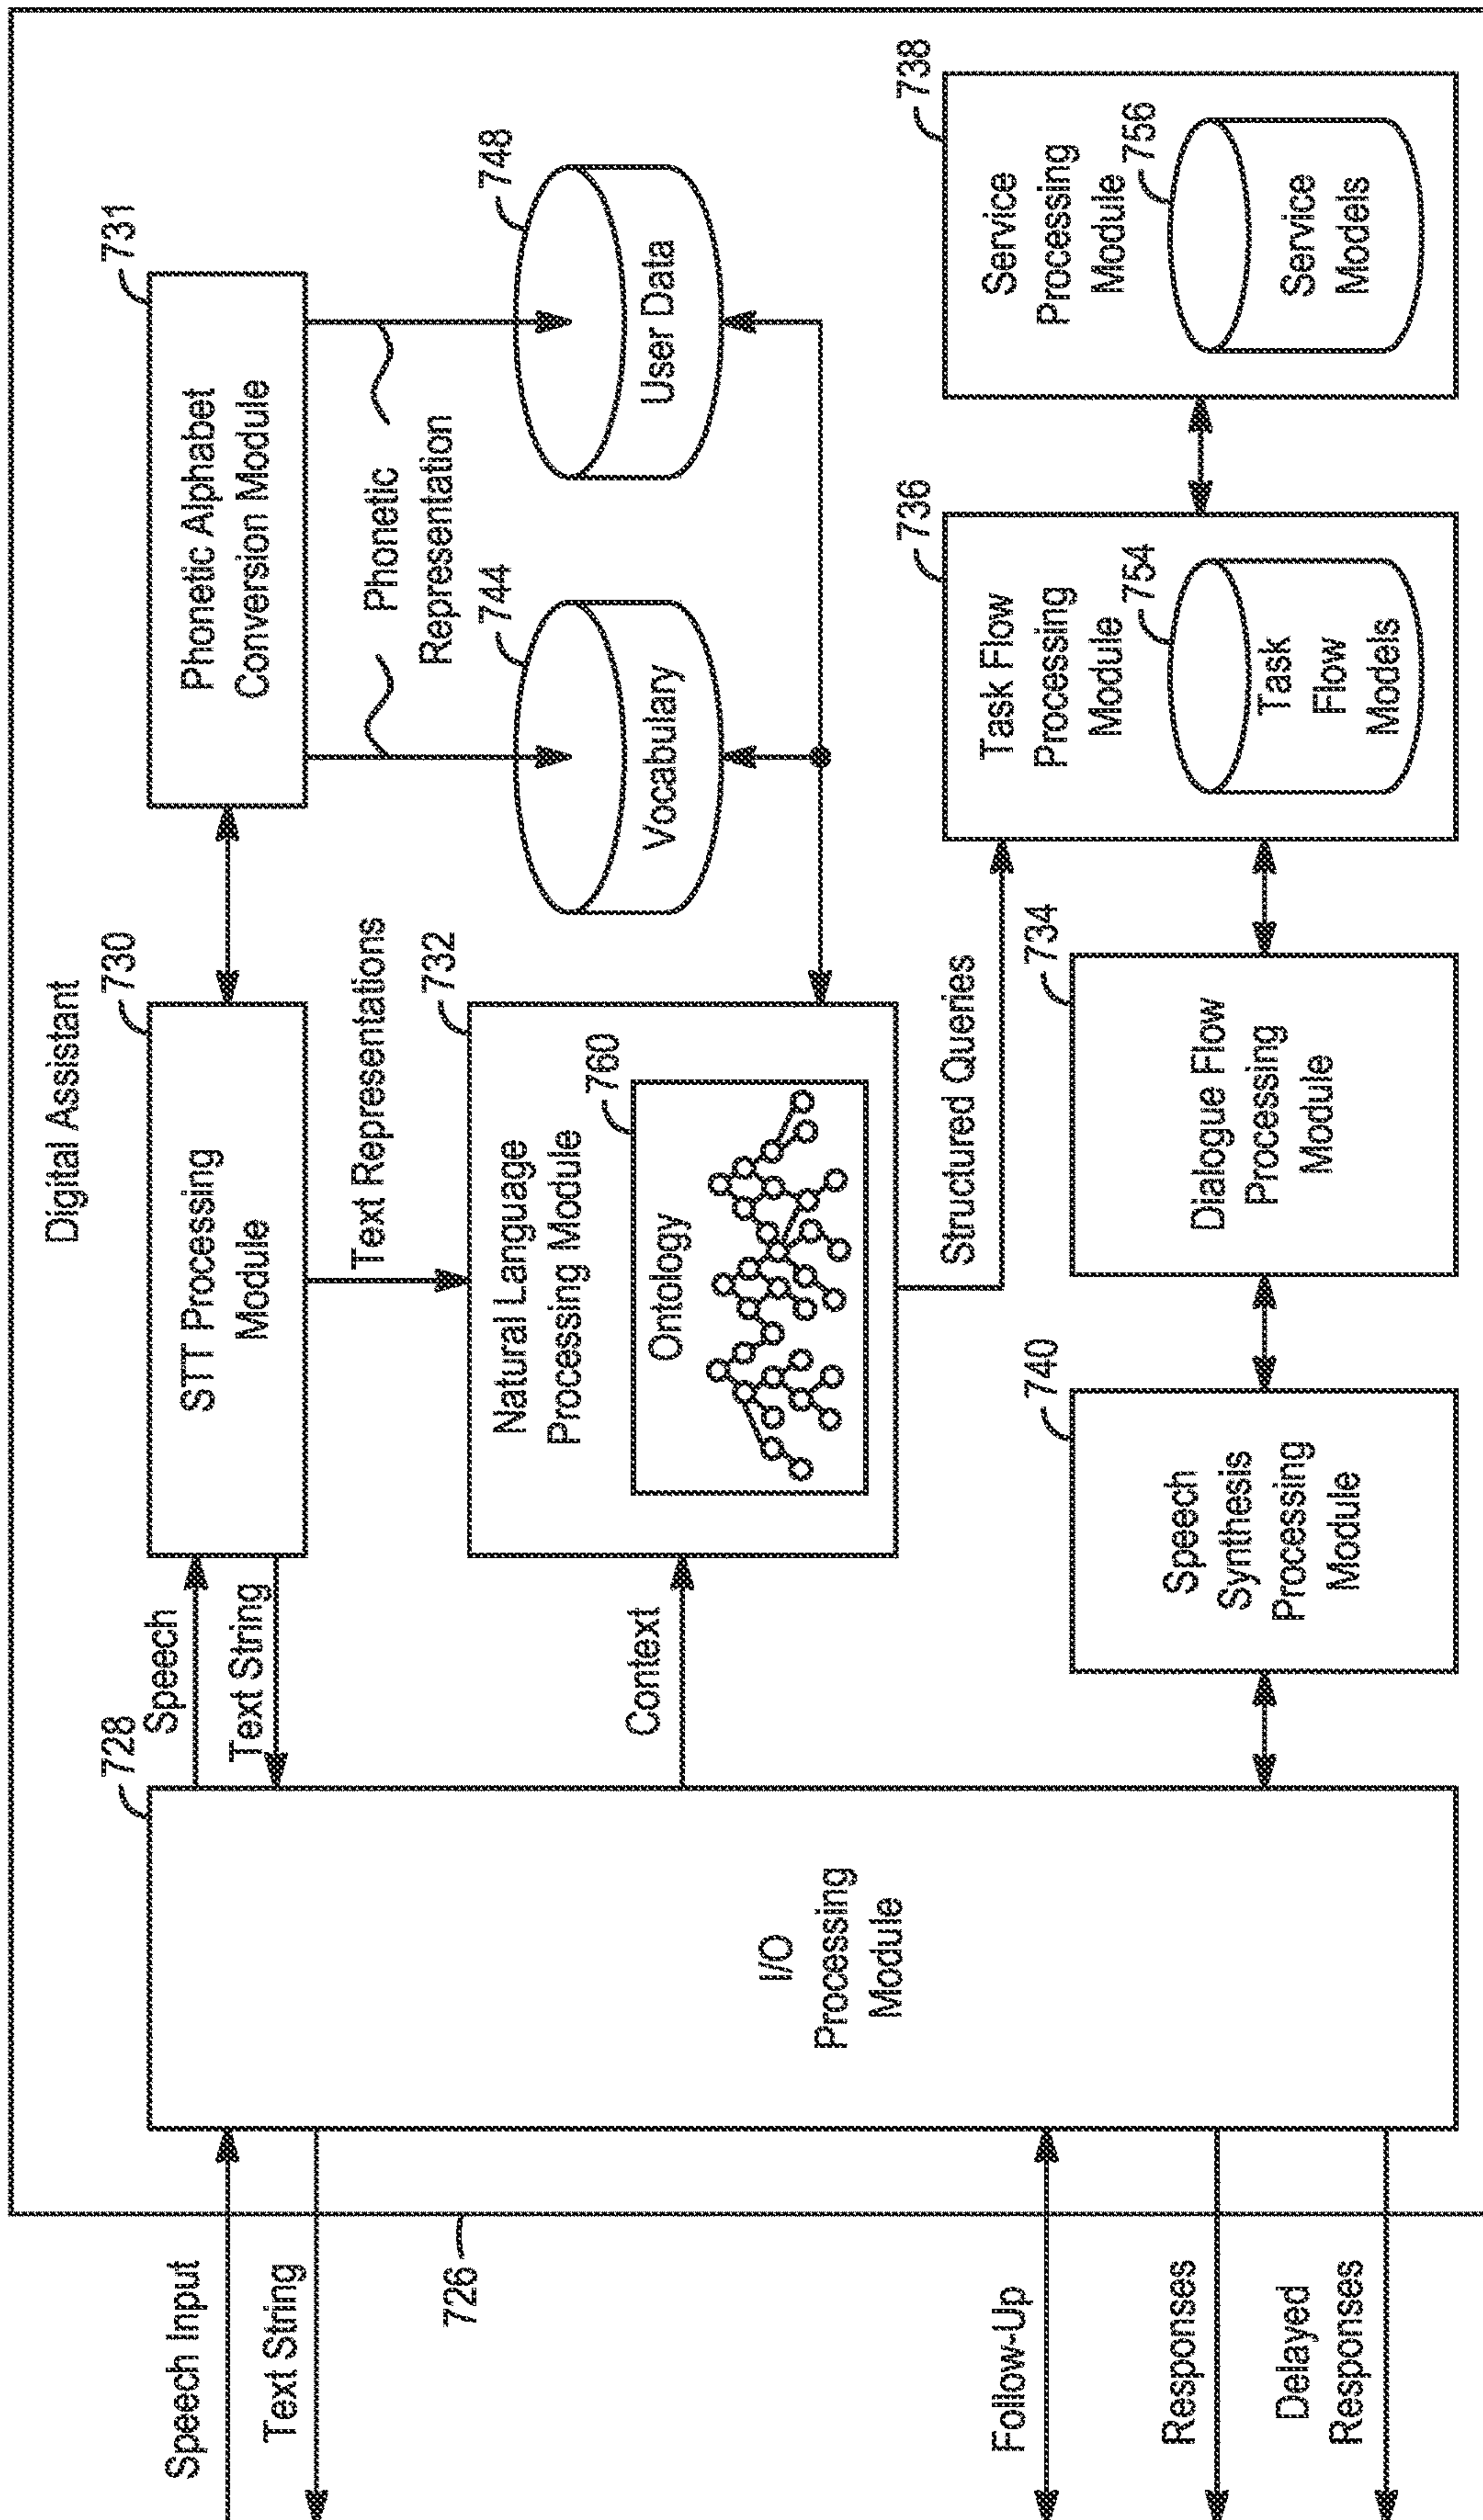 Digital Assistant
Speech Input
Text String
726
Follow-Up
Responses
Delayed
Responses
728
I/O
Processing
Module
Speech
Text String
Context
730
STT Processing
Module
731
Phonetic Alphabet
Conversion Module
Text Representations
Phonetic
Representation
732
Natural Language
Processing Module
760
Ontology
744
Vocabulary
748
User Data
Structured Queries
740
Speech
Synthesis
Processing
Module
734
Dialogue Flow
Processing
Module
736
Task Flow
Processing
Module
754
Task
Flow
Models
738
Service
Processing
Module
756
Service
Models